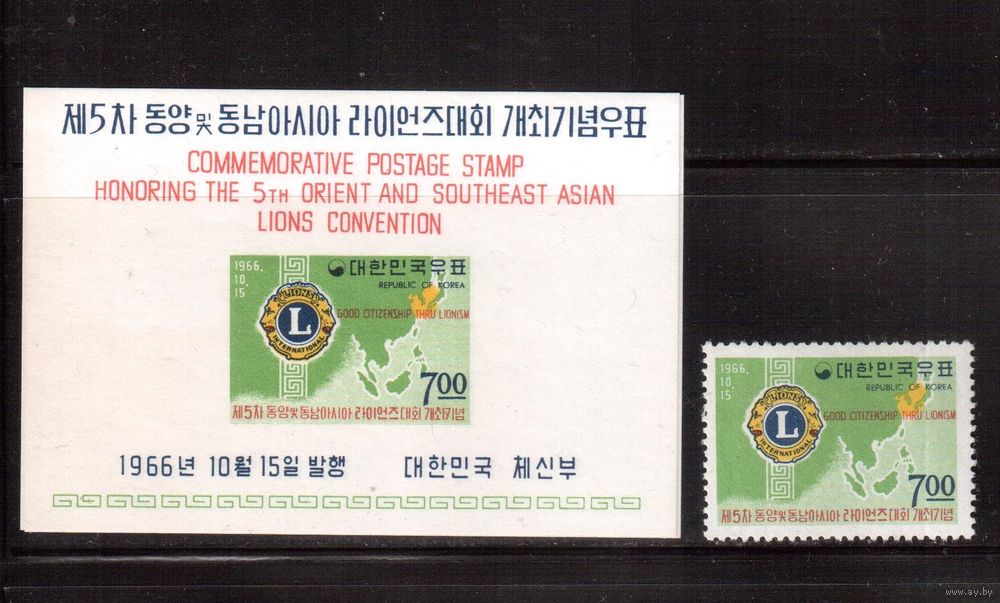 제5차 동양 및 동남아시아 라이언즈대회 개최기념우표
COMMEMORATIVE POSTAGE STAMP
HONORING THE 5TH ORIENT AND SOUTHEAST ASIAN
LIONS CONVENTION
1966.
10.
15
대한민국우표
REPUBLIC OF KOREA
LIONS
L
INTERNATIONAL
GOOD CITIZENSHIP THRU LIONISM
700
제5차 동양및동남아시아 라이언즈대회 개최기념
1966년 10월 15일 발행 대한민국 체신부
1966.
10.
15
대한민국우표
REPUBLIC OF KOREA
LIONS
L
INTERNATIONAL
GOOD CITIZENSHIP THRU LIONISM
700
제5차 동양및동남아시아 라이언즈대회 개최기념
www.ay.by